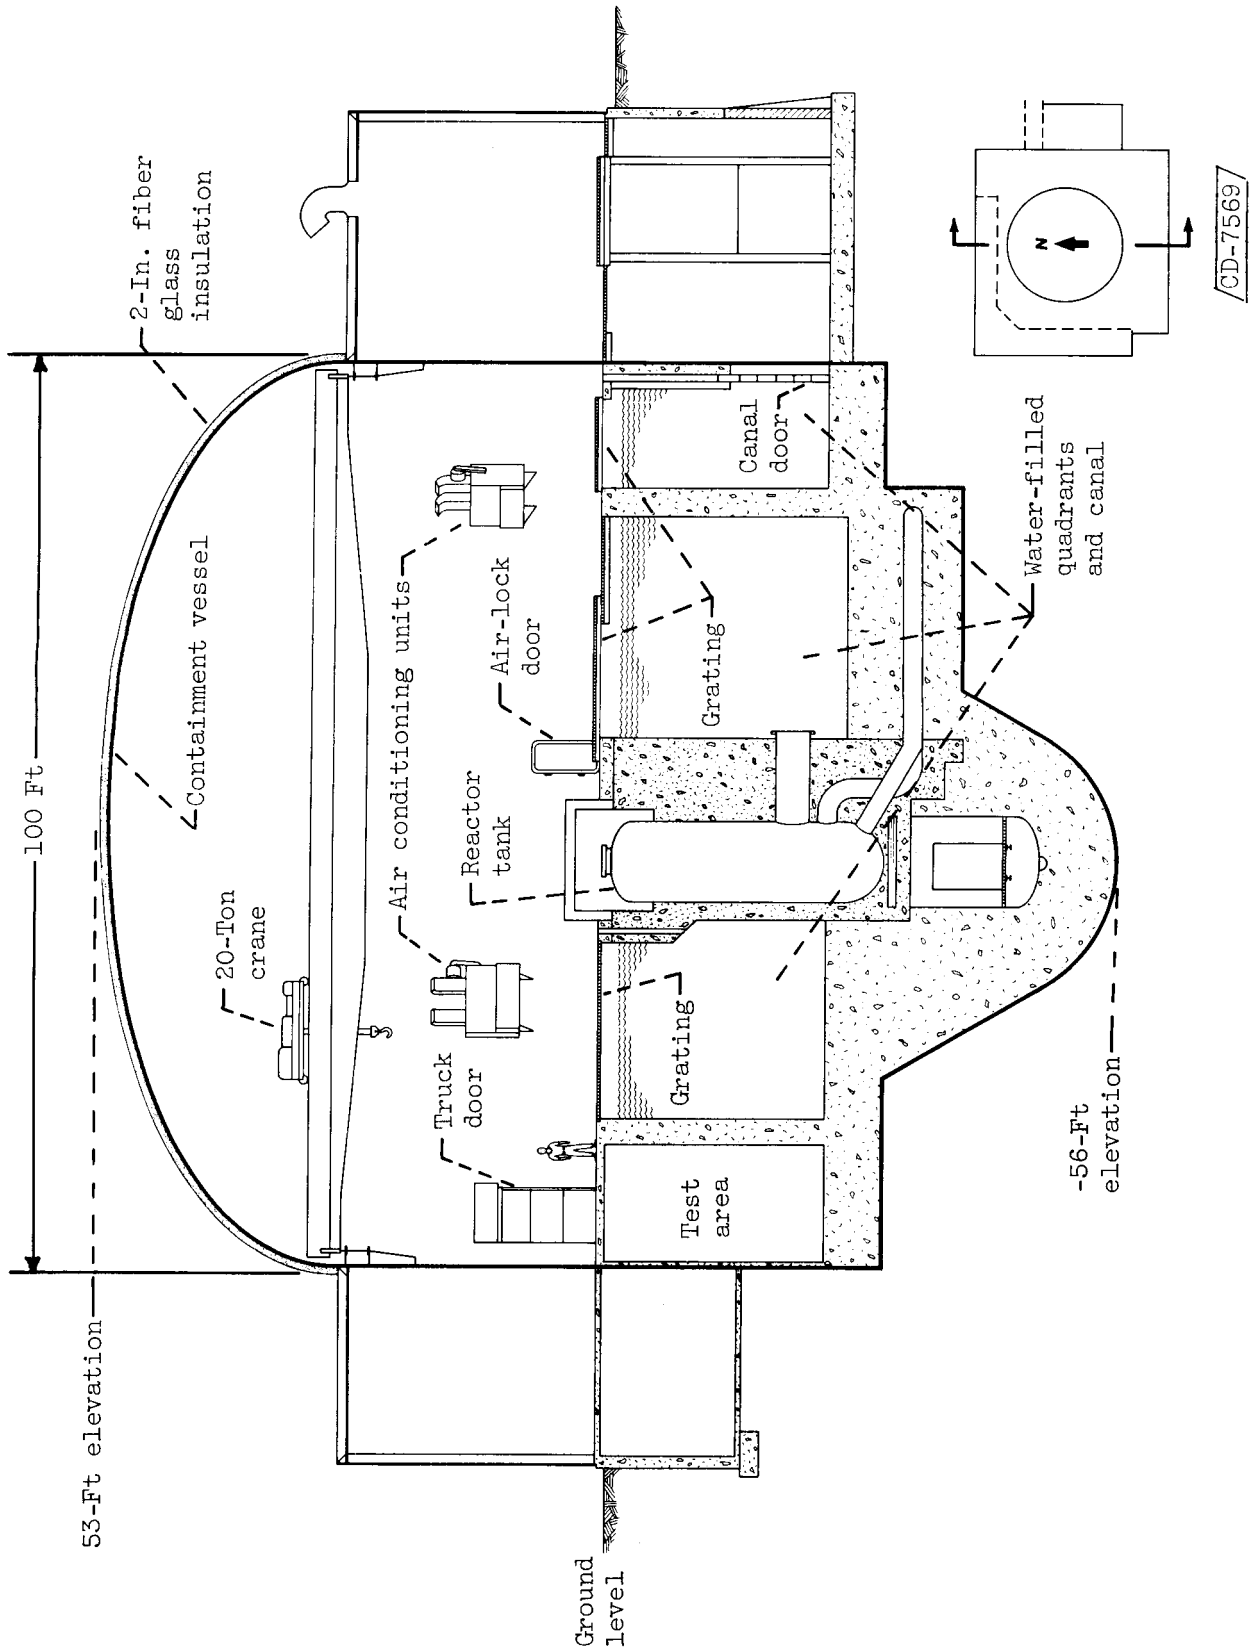 100 Ft
53-Ft elevation
2-In. fiber
glass
insulation
Containment vessel
20-Ton
crane
Air conditioning units
Truck
door
Reactor
tank
Air-lock
door
Ground
level
Test
area
Grating
Grating
Canal
door
-56-Ft
elevation
Water-filled
quadrants
and canal
N
CD-7569